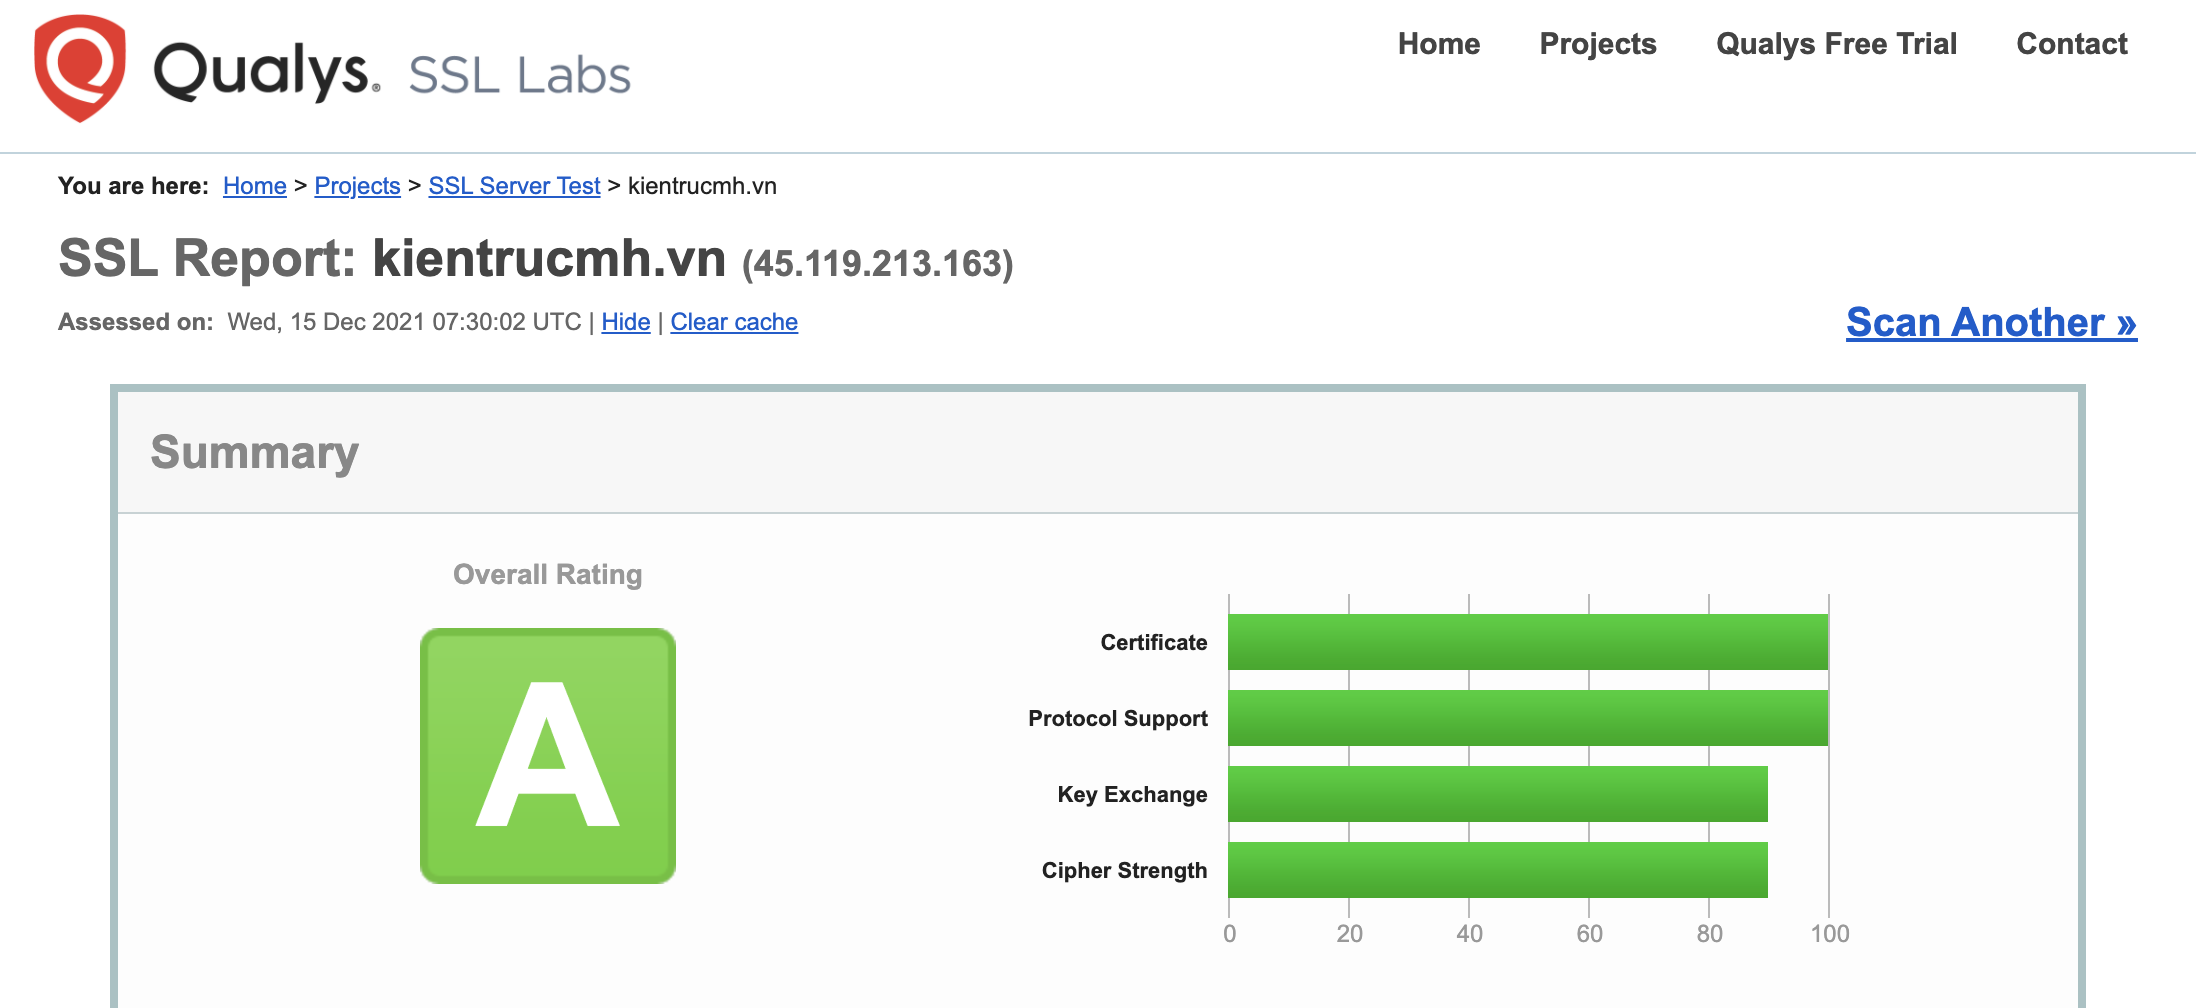 Qualys. SSL Labs
Home Projects Qualys Free Trial Contact
You are here: Home > Projects > SSL Server Test > kientrucmh.vn
SSL Report: kientrucmh.vn (45.119.213.163)
Assessed on: Wed, 15 Dec 2021 07:30:02 UTC | Hide | Clear cache
Scan Another »
Summary
Overall Rating
A
Certificate
Protocol Support
Key Exchange
Cipher Strength
0 20 40 60 80 100